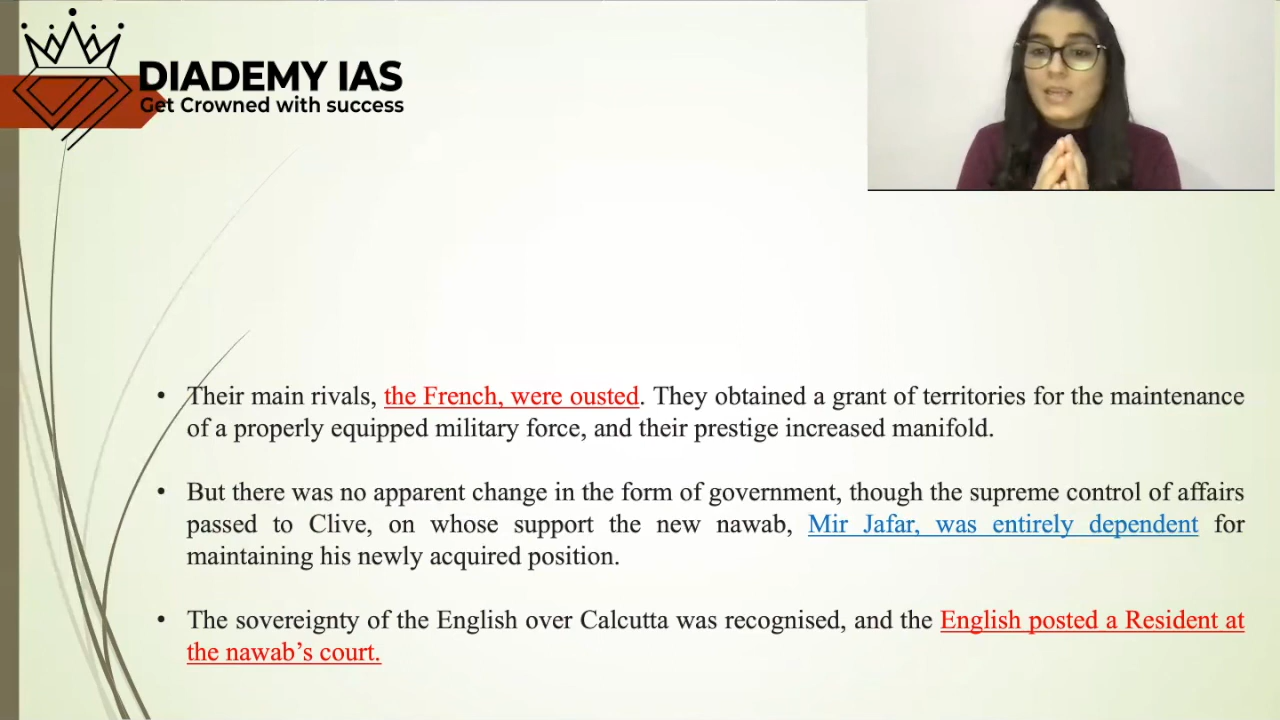 DIADEMY IAS
Get Crowned with success
• Their main rivals, the French, were ousted. They obtained a grant of territories for the maintenance
of a properly equipped military force, and their prestige increased manifold.
• But there was no apparent change in the form of government, though the supreme control of affairs
passed to Clive, on whose support the new nawab, Mir Jafar, was entirely dependent for
maintaining his newly acquired position.
• The sovereignty of the English over Calcutta was recognised, and the English posted a Resident at
the nawab’s court.